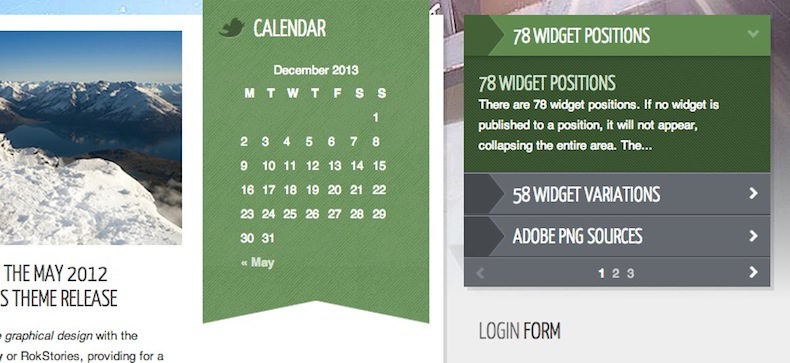 THE MAY 2012
S THEME RELEASE
graphical design with the
or RokStories, providing for a
CALENDAR
December 2013
M T W T F S S
1
2 3 4 5 6 7 8
9 10 11 12 13 14 15
16 17 18 19 20 21 22
23 24 25 26 27 28 29
30 31
« May
78 WIDGET POSITIONS
78 WIDGET POSITIONS
There are 78 widget positions. If no widget is
published to a position, it will not appear,
collapsing the entire area. The...
58 WIDGET VARIATIONS
ADOBE PNG SOURCES
1 2 3
LOGIN FORM